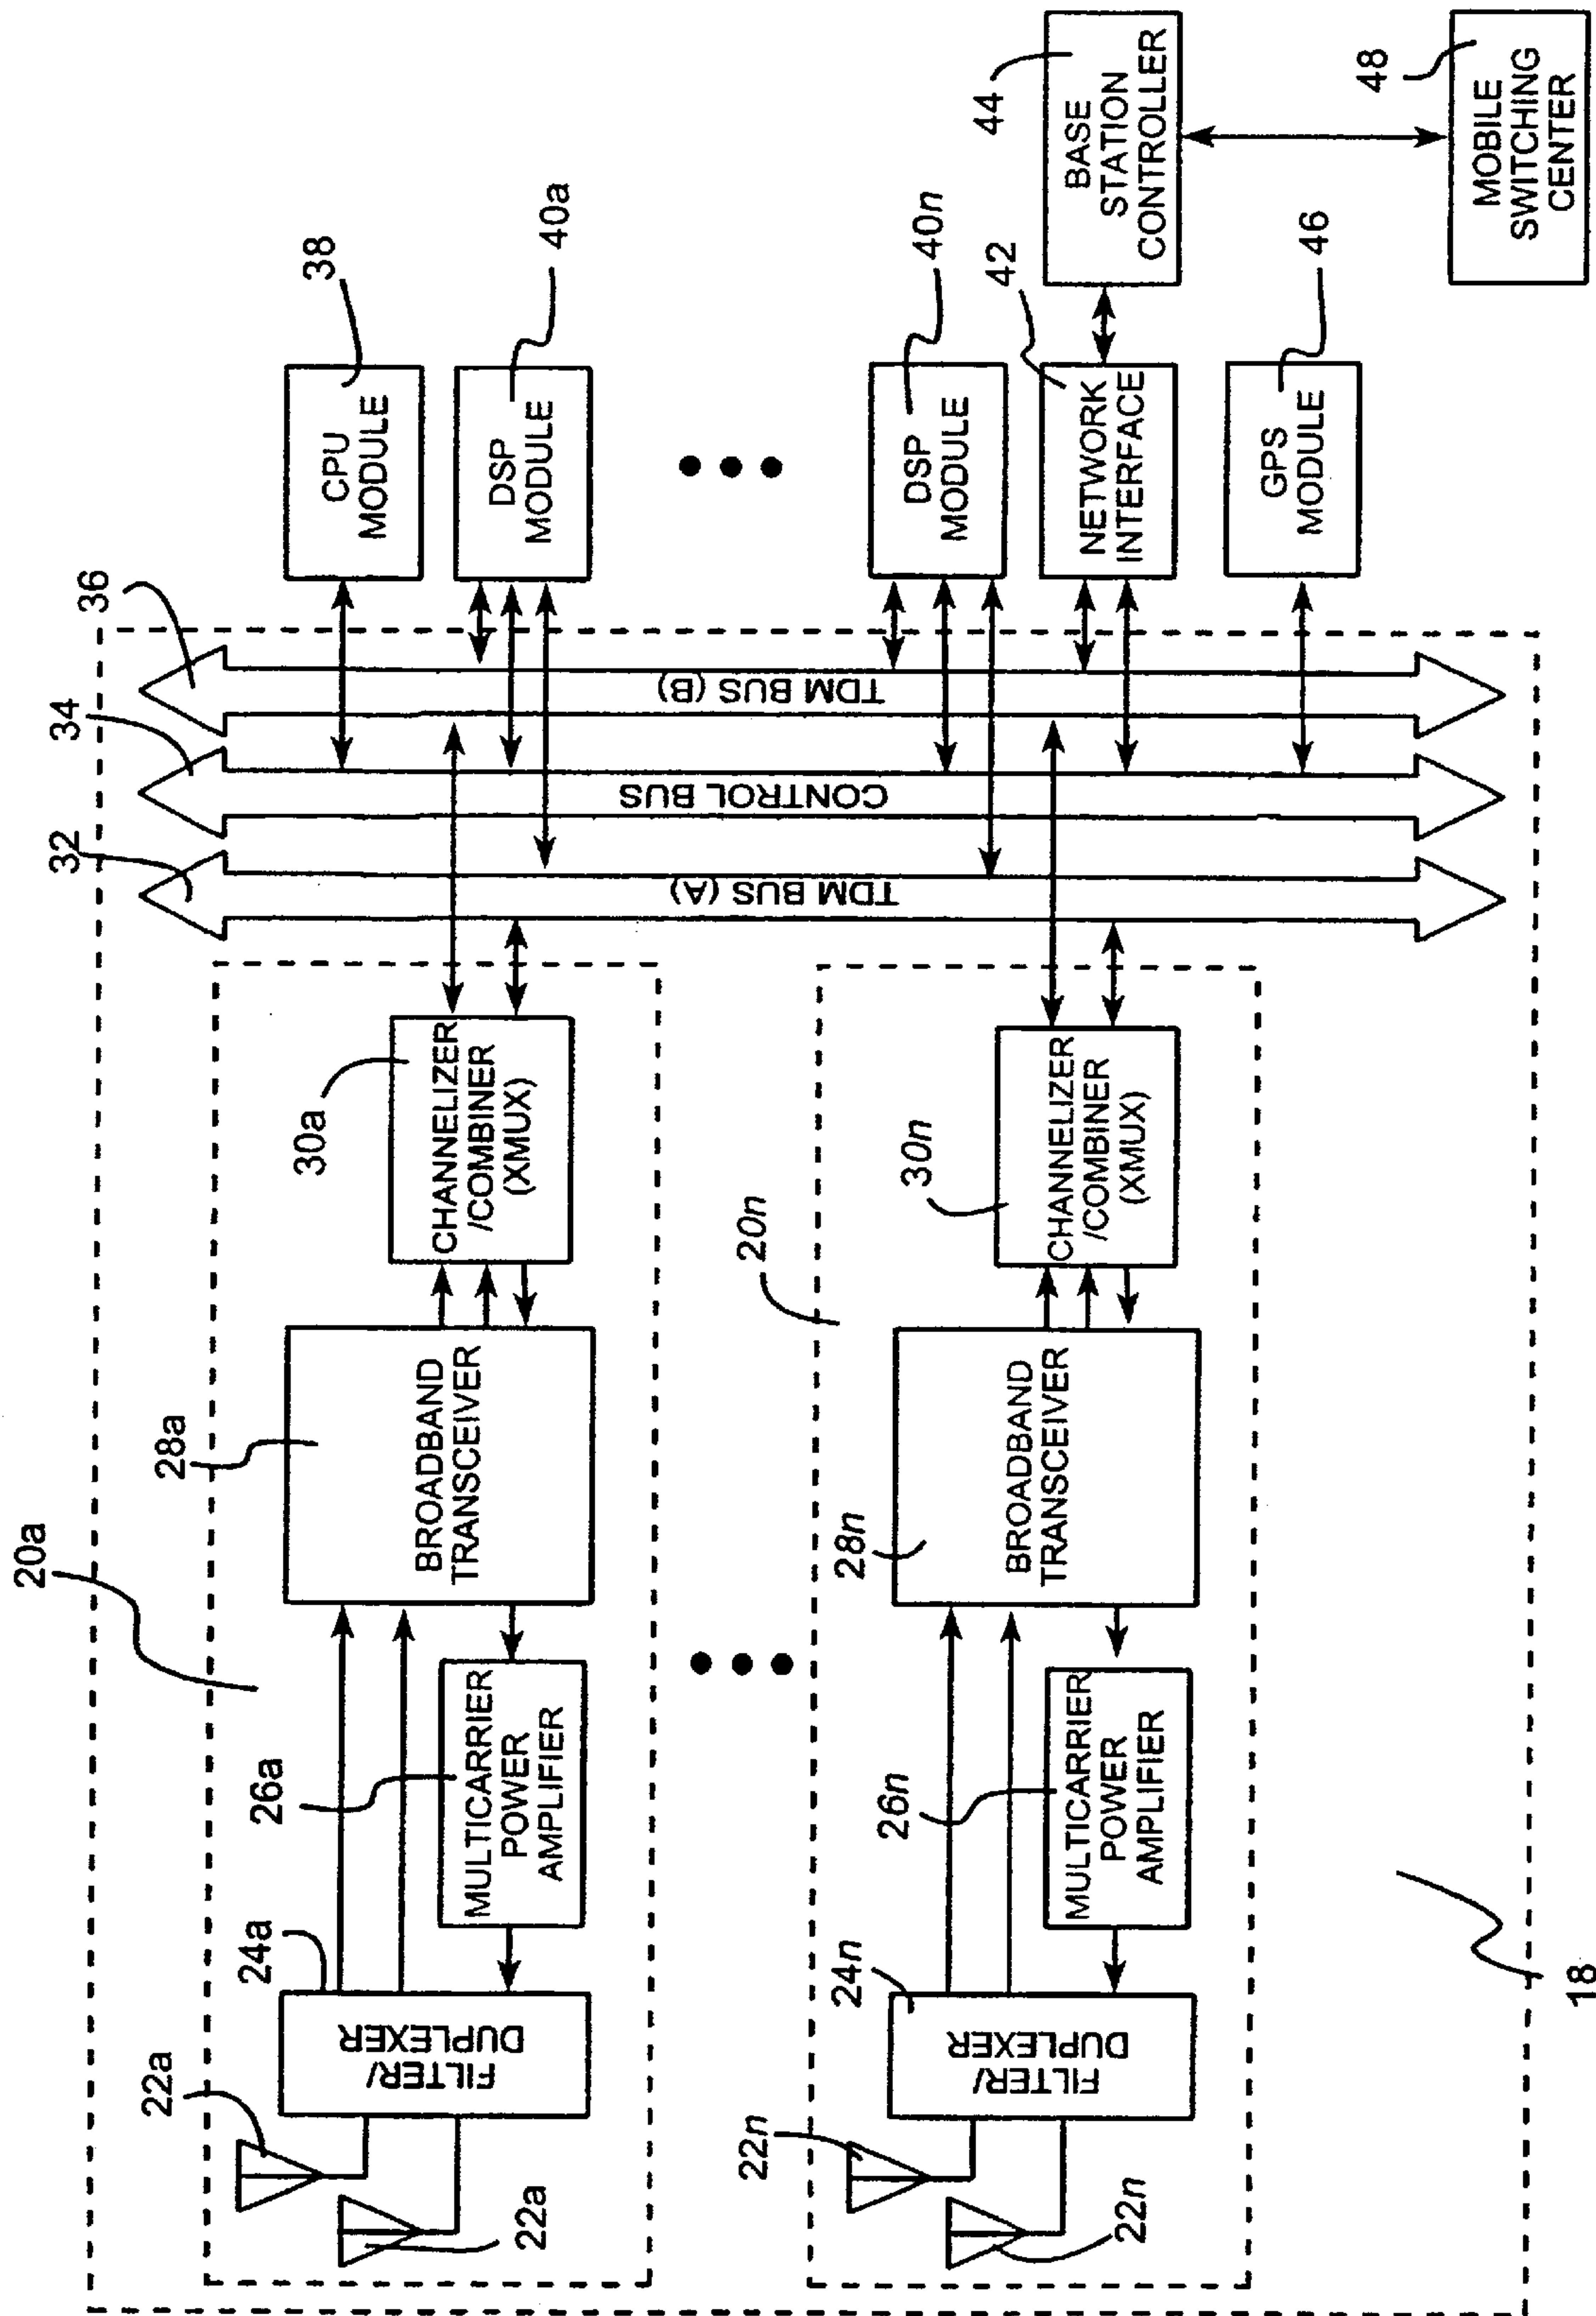 20a
22a
22a
24a
FILTER/
DUPLEXER
26a
MULTICARRIER
POWER
AMPLIFIER
28a
BROADBAND
TRANSCEIVER
30a
CHANNELIZER
/COMBINER
(XMUX)
20n
22n
22n
24n
FILTER/
DUPLEXER
26n
MULTICARRIER
POWER
AMPLIFIER
28n
BROADBAND
TRANSCEIVER
30n
CHANNELIZER
/COMBINER
(XMUX)
18
32
TDM BUS (A)
34
CONTROL BUS
36
TDM BUS (B)
38
CPU
MODULE
40a
DSP
MODULE
40n
DSP
MODULE
42
NETWORK
INTERFACE
46
GPS
MODULE
44
BASE
STATION
CONTROLLER
48
MOBILE
SWITCHING
CENTER